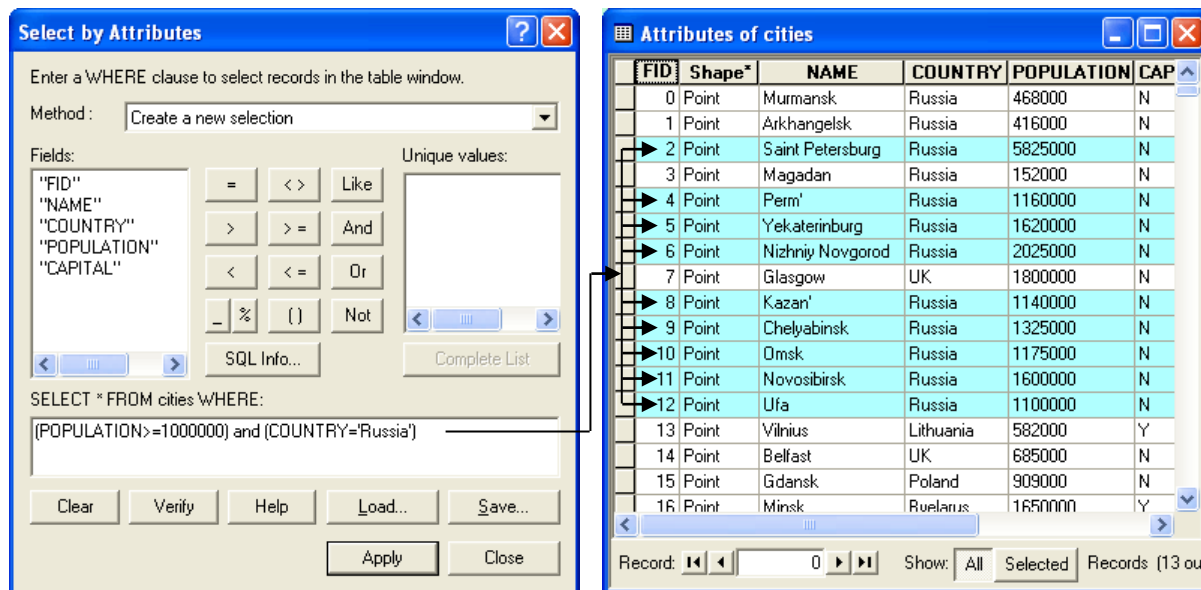 Select by Attributes
Enter a WHERE clause to select records in the table window.
Method : Create a new selection
Fields: Unique values:
"FID"
"NAME"
"COUNTRY"
"POPULATION"
"CAPITAL"
= < > Like
> > = And
< < = Or
_ % ( ) Not
SQL Info... Complete List
SELECT * FROM cities WHERE:
(POPULATION>=1000000) and (COUNTRY='Russia')
Clear Verify Help Load... Save...
Apply Close
Attributes of cities
FID Shape* NAME COUNTRY POPULATION CAP
0 Point Murmansk Russia 468000 N
1 Point Arkhangelsk Russia 416000 N
2 Point Saint Petersburg Russia 5825000 N
3 Point Magadan Russia 152000 N
4 Point Perm' Russia 1160000 N
5 Point Yekaterinburg Russia 1620000 N
6 Point Nizhniy Novgorod Russia 2025000 N
7 Point Glasgow UK 1800000 N
8 Point Kazan' Russia 1140000 N
9 Point Chelyabinsk Russia 1325000 N
10 Point Omsk Russia 1175000 N
11 Point Novosibirsk Russia 1600000 N
12 Point Ufa Russia 1100000 N
13 Point Vilnius Lithuania 582000 Y
14 Point Belfast UK 685000 N
15 Point Gdansk Poland 909000 N
16 Point Minsk Byelarus 1650000 Y
Record: 0 Show: All Selected Records (13 ou